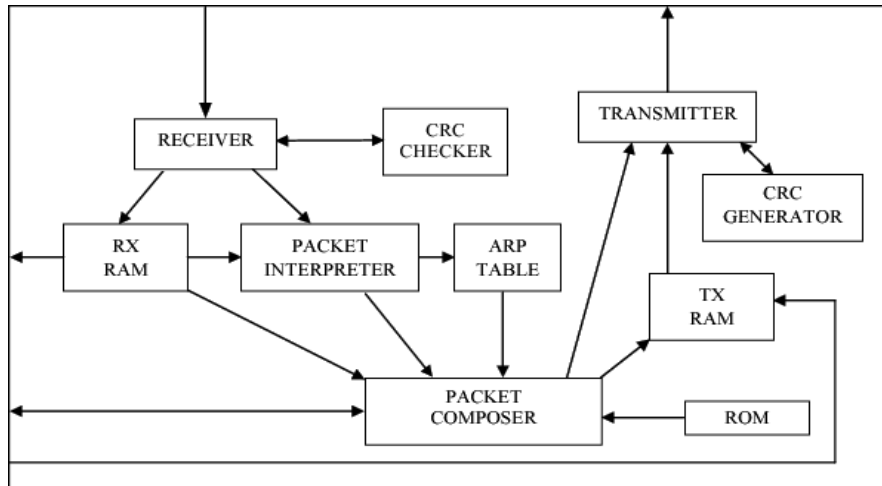 TRANSMITTER
RECEIVER
CRC
CHECKER
CRC
GENERATOR
RX
RAM
PACKET
INTERPRETER
ARP
TABLE
TX
RAM
PACKET
COMPOSER
ROM